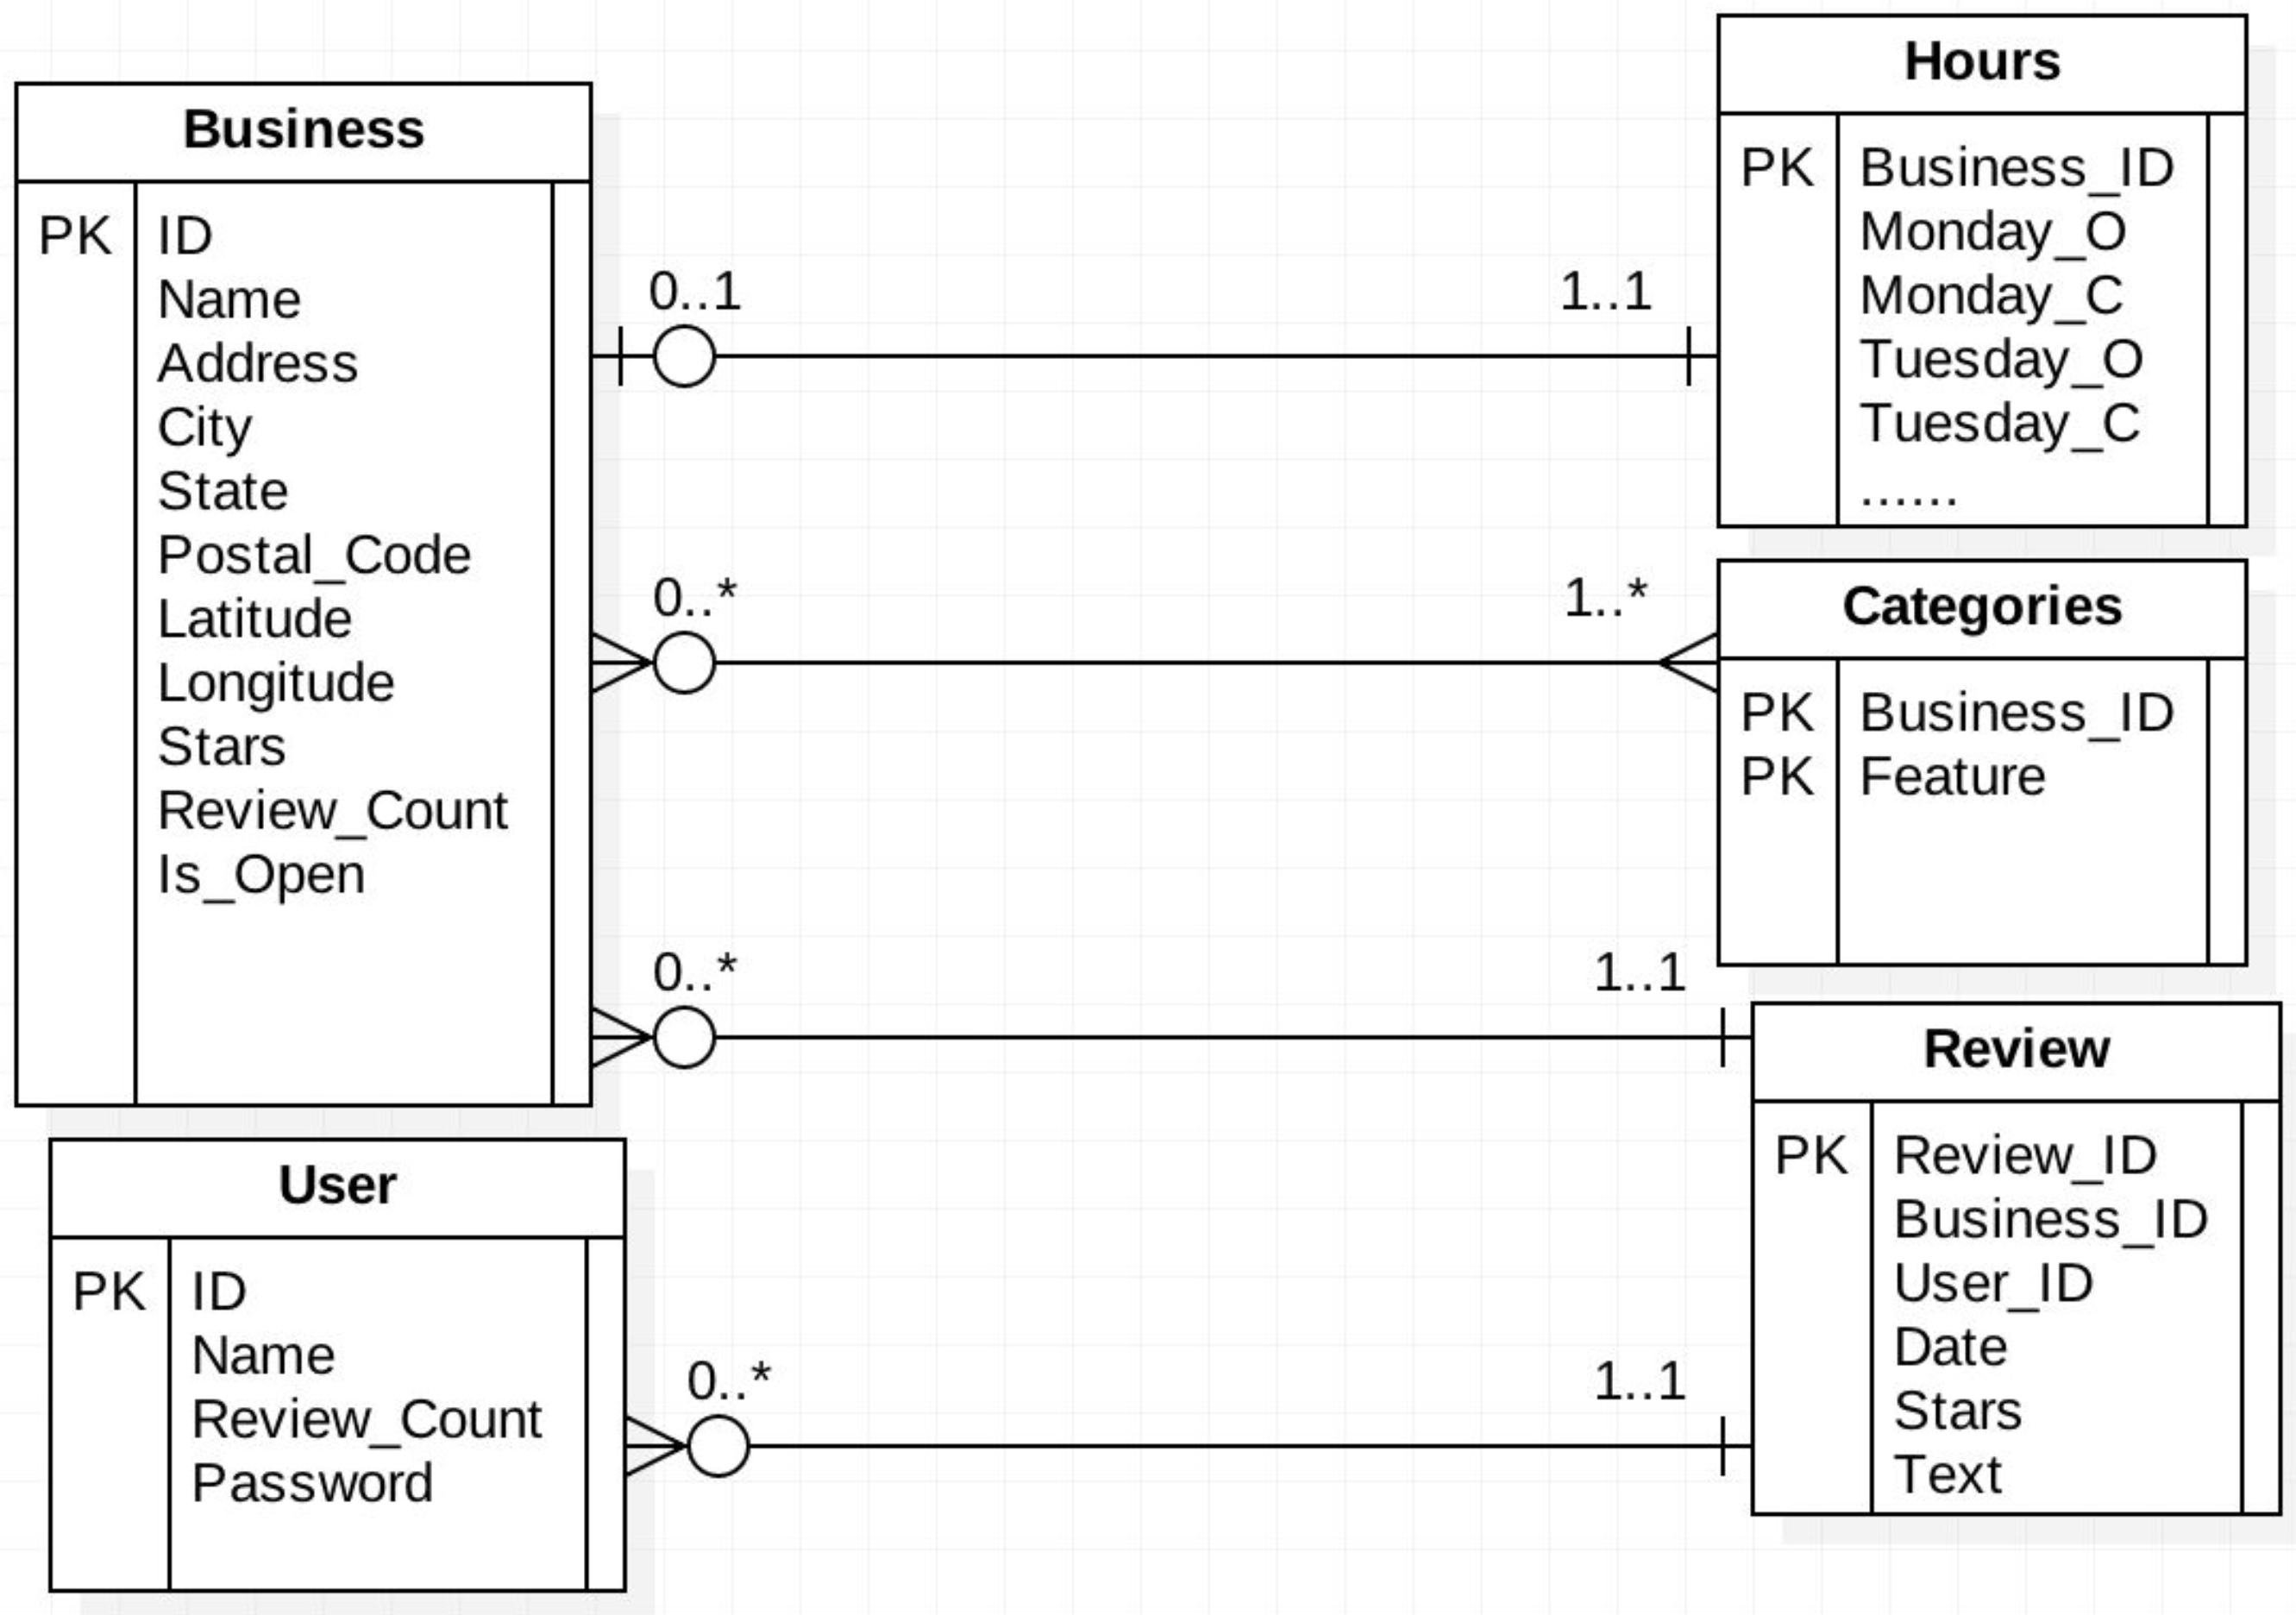 Business
PK ID
Name
Address
City
State
Postal_Code
Latitude
Longitude
Stars
Review_Count
Is_Open
0..1
1..1
0..*
1..*
0..*
1..1
Hours
PK Business_ID
Monday_O
Monday_C
Tuesday_O
Tuesday_C
......
Categories
PK Business_ID
PK Feature
User
PK ID
Name
Review_Count
Password
0..*
1..1
Review
PK Review_ID
Business_ID
User_ID
Date
Stars
Text